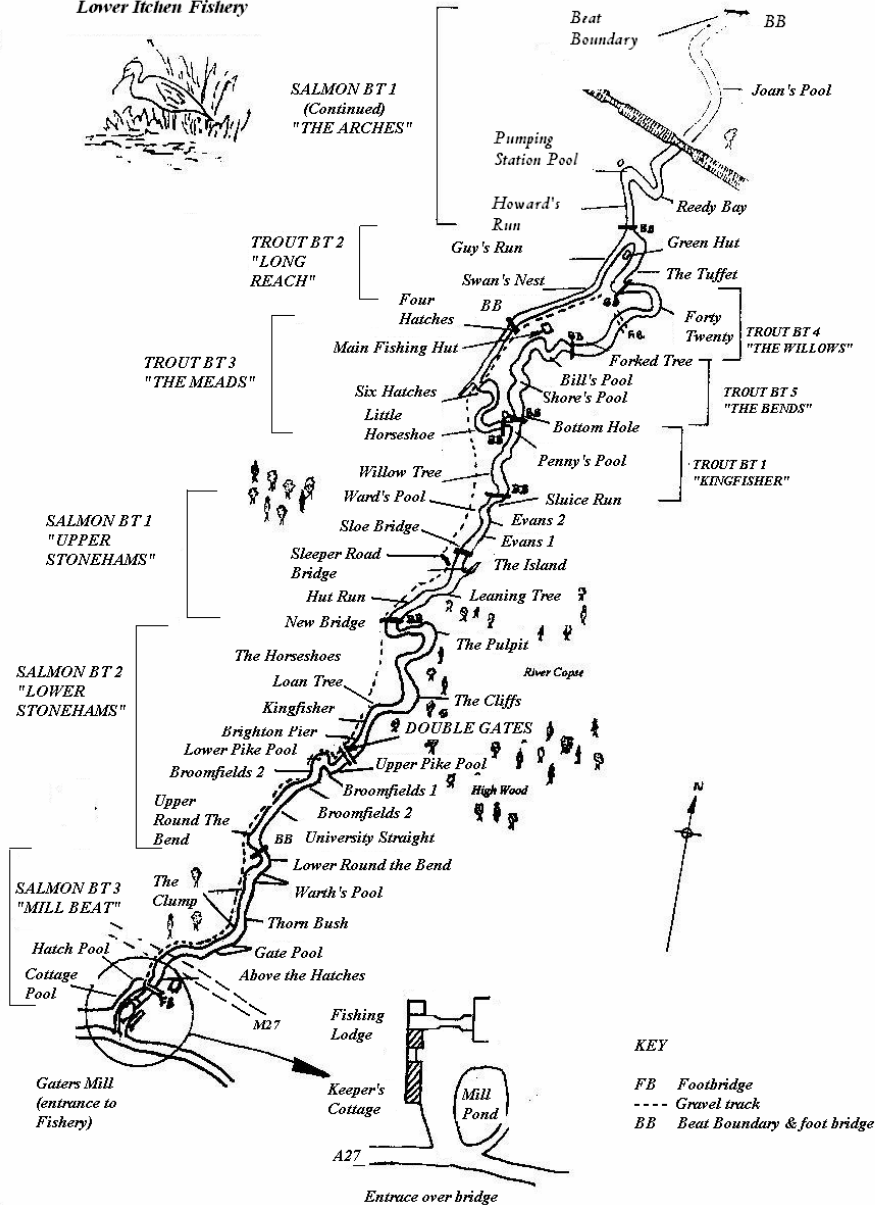 Lower Itchen Fishery
Beat
Boundary
BB
SALMON BT 1
(Continued)
"THE ARCHES"
Joan's Pool
Pumping
Station Pool
Howard's
Run
Reedy Bay
BB
TROUT BT 2
"LONG
REACH"
Guy's Run
Green Hut
Swan's Nest
The Tuffet
Four
Hatches
BB
BB
Forty
Twenty
TROUT BT 4
"THE WILLOWS"
FB
BB
Main Fishing Hut
TROUT BT 3
"THE MEADS"
Forked Tree
Bill's Pool
Shore's Pool
TROUT BT 5
"THE BENDS"
Six Hatches
Little
Horseshoe
BB
BB
Bottom Hole
Penny's Pool
TROUT BT 1
"KINGFISHER"
Willow Tree
Ward's Pool
BB
Sluice Run
SALMON BT 1
"UPPER
STONEHAMS"
Evans 2
Sloe Bridge
Evans 1
Sleeper Road
Bridge
The Island
Hut Run
Leaning Tree
New Bridge
BB
The Pulpit
The Horseshoes
River Copse
SALMON BT 2
"LOWER
STONEHAMS"
Loan Tree
The Cliffs
Kingfisher
Brighton Pier
DOUBLE GATES
Lower Pike Pool
Upper Pike Pool
Broomfields 2
Broomfields 1
High Wood
N
Upper
Round The
Bend
Broomfields 2
BB
University Straight
Lower Round the Bend
SALMON BT 3
"MILL BEAT"
The
Clump
Warth's Pool
Thorn Bush
Hatch Pool
Gate Pool
Cottage
Pool
Above the Hatches
FB
M27
Fishing
Lodge
KEY
Gaters Mill
(entrance to
Fishery)
Keeper's
Cottage
Mill
Pond
FB Footbridge
---- Gravel track
BB Beat Boundary & foot bridge
A27
Entrace over bridge